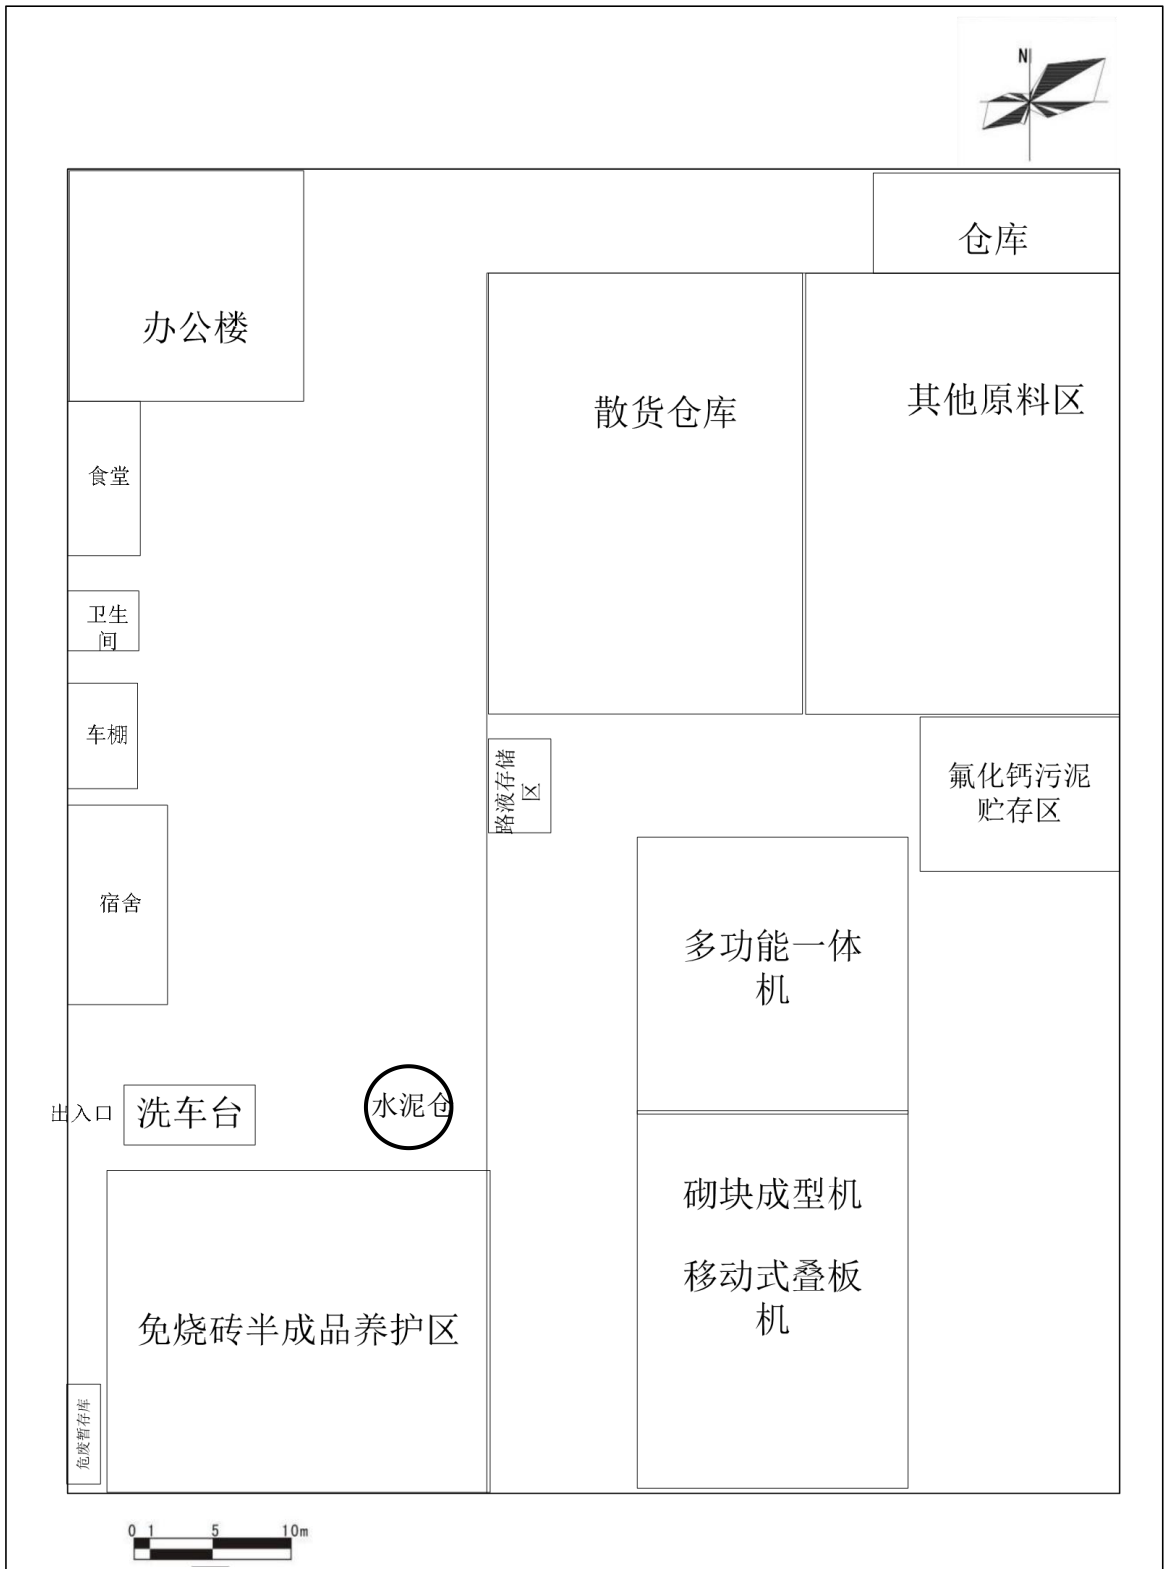 N
仓库
办公楼
散货仓库
其他原料区
食堂
卫生
间
车棚
路液存储
区
氟化钙污泥
贮存区
宿舍
多功能一体
机
出入口
洗车台
水泥仓
砌块成型机
移动式叠板
机
免烧砖半成品养护区
危废暂存库
0 1 5 10m